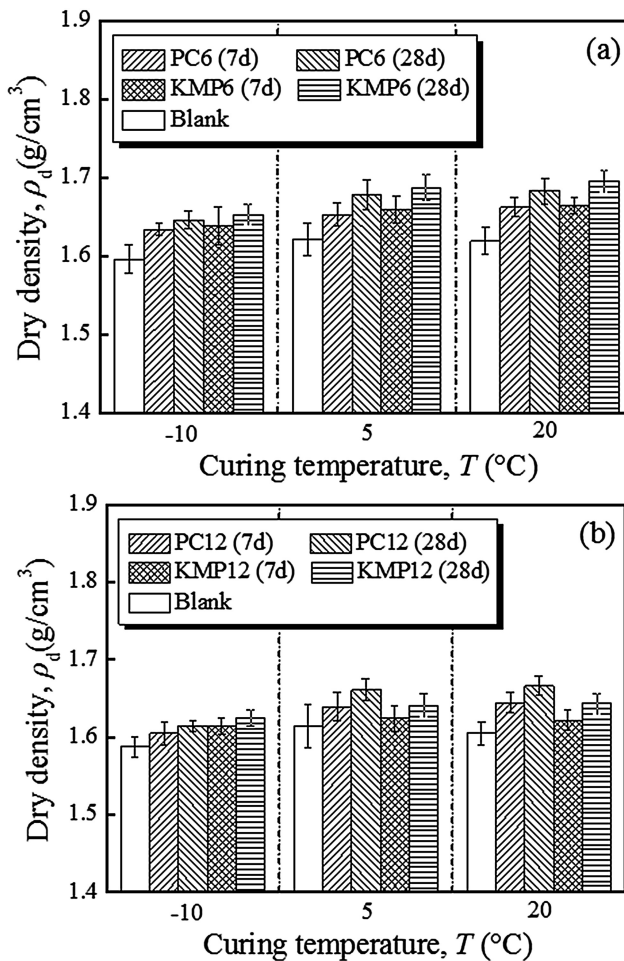 1.9
(a)
PC6 (7d) PC6 (28d)
KMP6 (7d) KMP6 (28d)
Blank
1.8
1.7
1.6
1.5
1.4
Dry density, ρd(g/cm³)
-10 5 20
Curing temperature, T (°C)
1.9
(b)
PC12 (7d) PC12 (28d)
KMP12 (7d) KMP12 (28d)
Blank
1.8
1.7
1.6
1.5
1.4
Dry density, ρd(g/cm³)
-10 5 20
Curing temperature, T (°C)